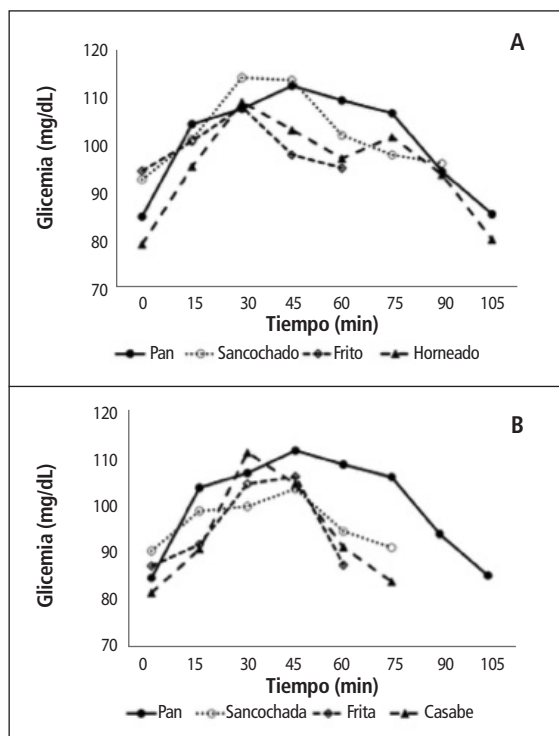 A
Glicemia (mg/dL)
120
110
100
90
80
70
0 15 30 45 60 75 90 105
Tiempo (min)
Pan Sancochado Frito Horneado
B
Glicemia (mg/dL)
120
110
100
90
80
70
0 15 30 45 60 75 90 105
Tiempo (min)
Pan Sancochada Frita Casabe